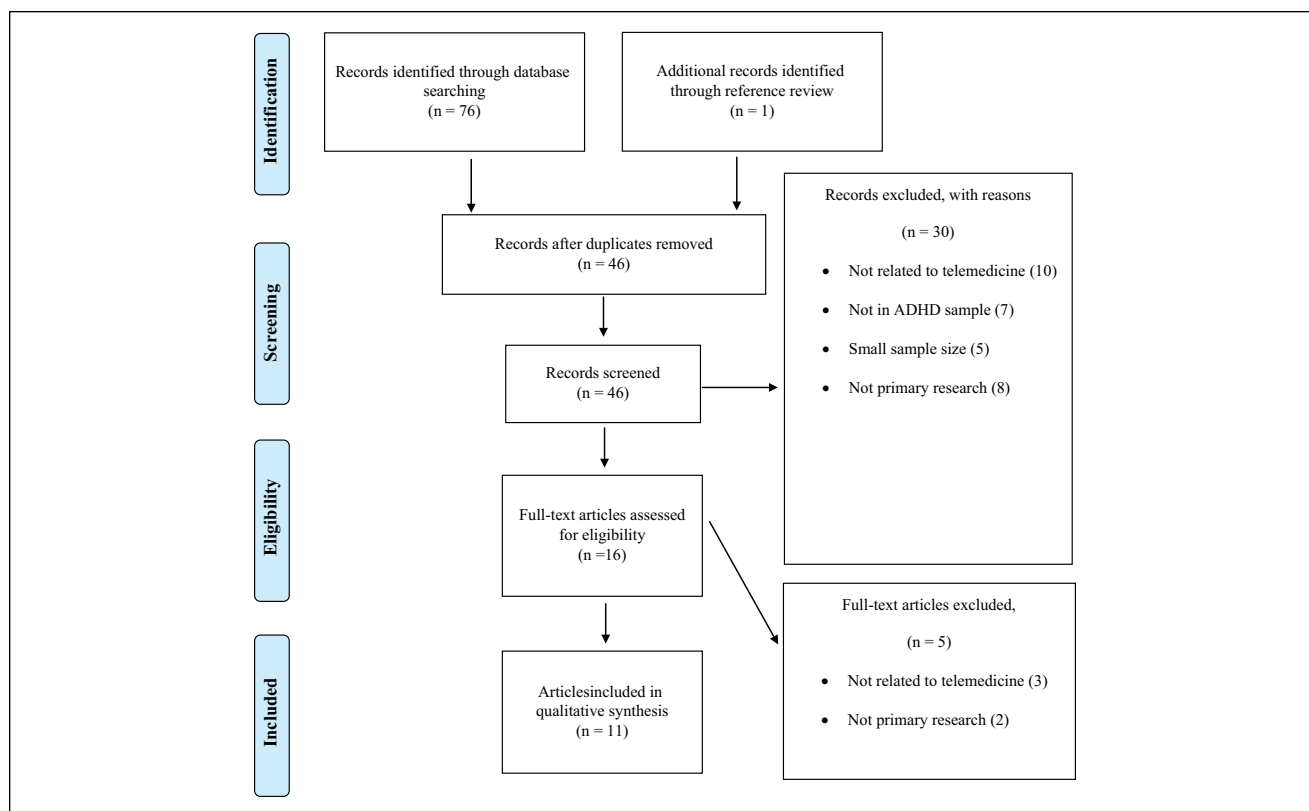 Identification
Records identified through database
searching
(n = 76)
Additional records identified
through reference review
(n = 1)
Records after duplicates removed
(n = 46)
Screening
Records screened
(n = 46)
Records excluded, with reasons
(n = 30)
• Not related to telemedicine (10)
• Not in ADHD sample (7)
• Small sample size (5)
• Not primary research (8)
Eligibility
Full-text articles assessed
for eligibility
(n =16)
Full-text articles excluded,
(n = 5)
• Not related to telemedicine (3)
• Not primary research (2)
Included
Articlesincluded in
qualitative synthesis
(n = 11)